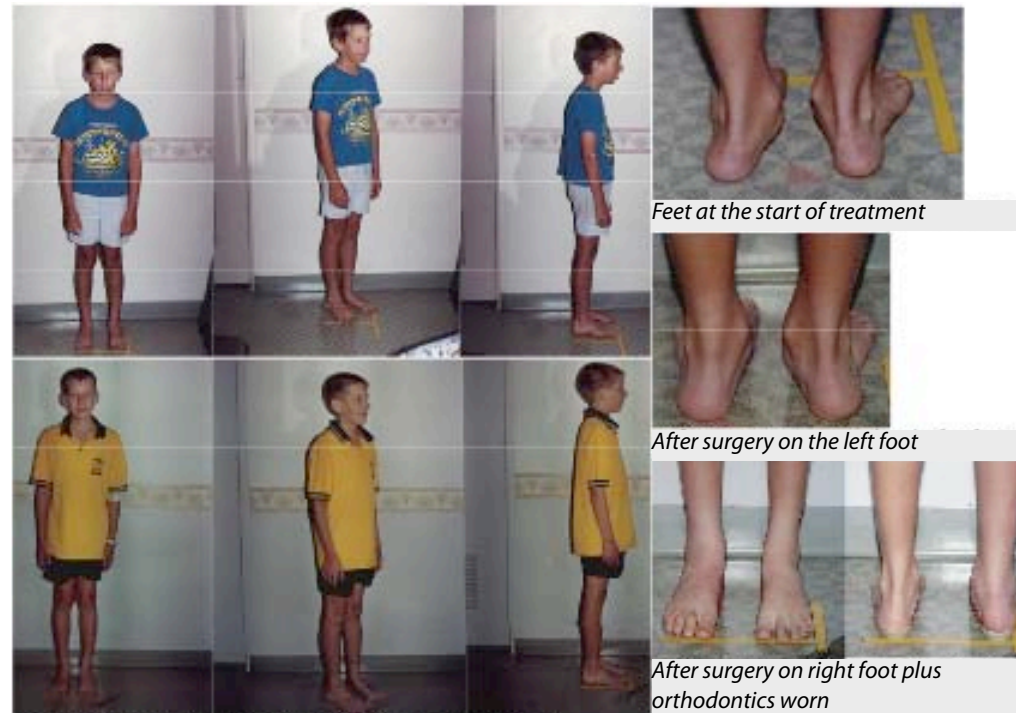 Feet at the start of treatment
After surgery on the left foot
After surgery on right foot plus
orthodontics worn